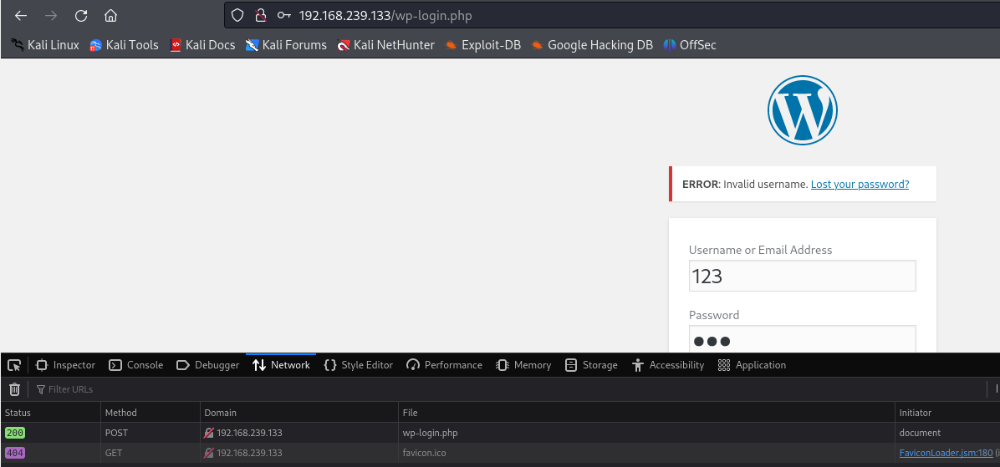 192.168.239.133/wp-login.php
Kali Linux Kali Tools Kali Docs Kali Forums Kali NetHunter Exploit-DB Google Hacking DB OffSec
ERROR: Invalid username. Lost your password?
Username or Email Address
123
Password
Inspector Console Debugger Network Style Editor Performance Memory Storage Accessibility Application
Filter URLs
Status Method Domain File Initiator
200 POST 192.168.239.133 wp-login.php document
404 GET 192.168.239.133 favicon.ico FaviconLoader.jsm:180